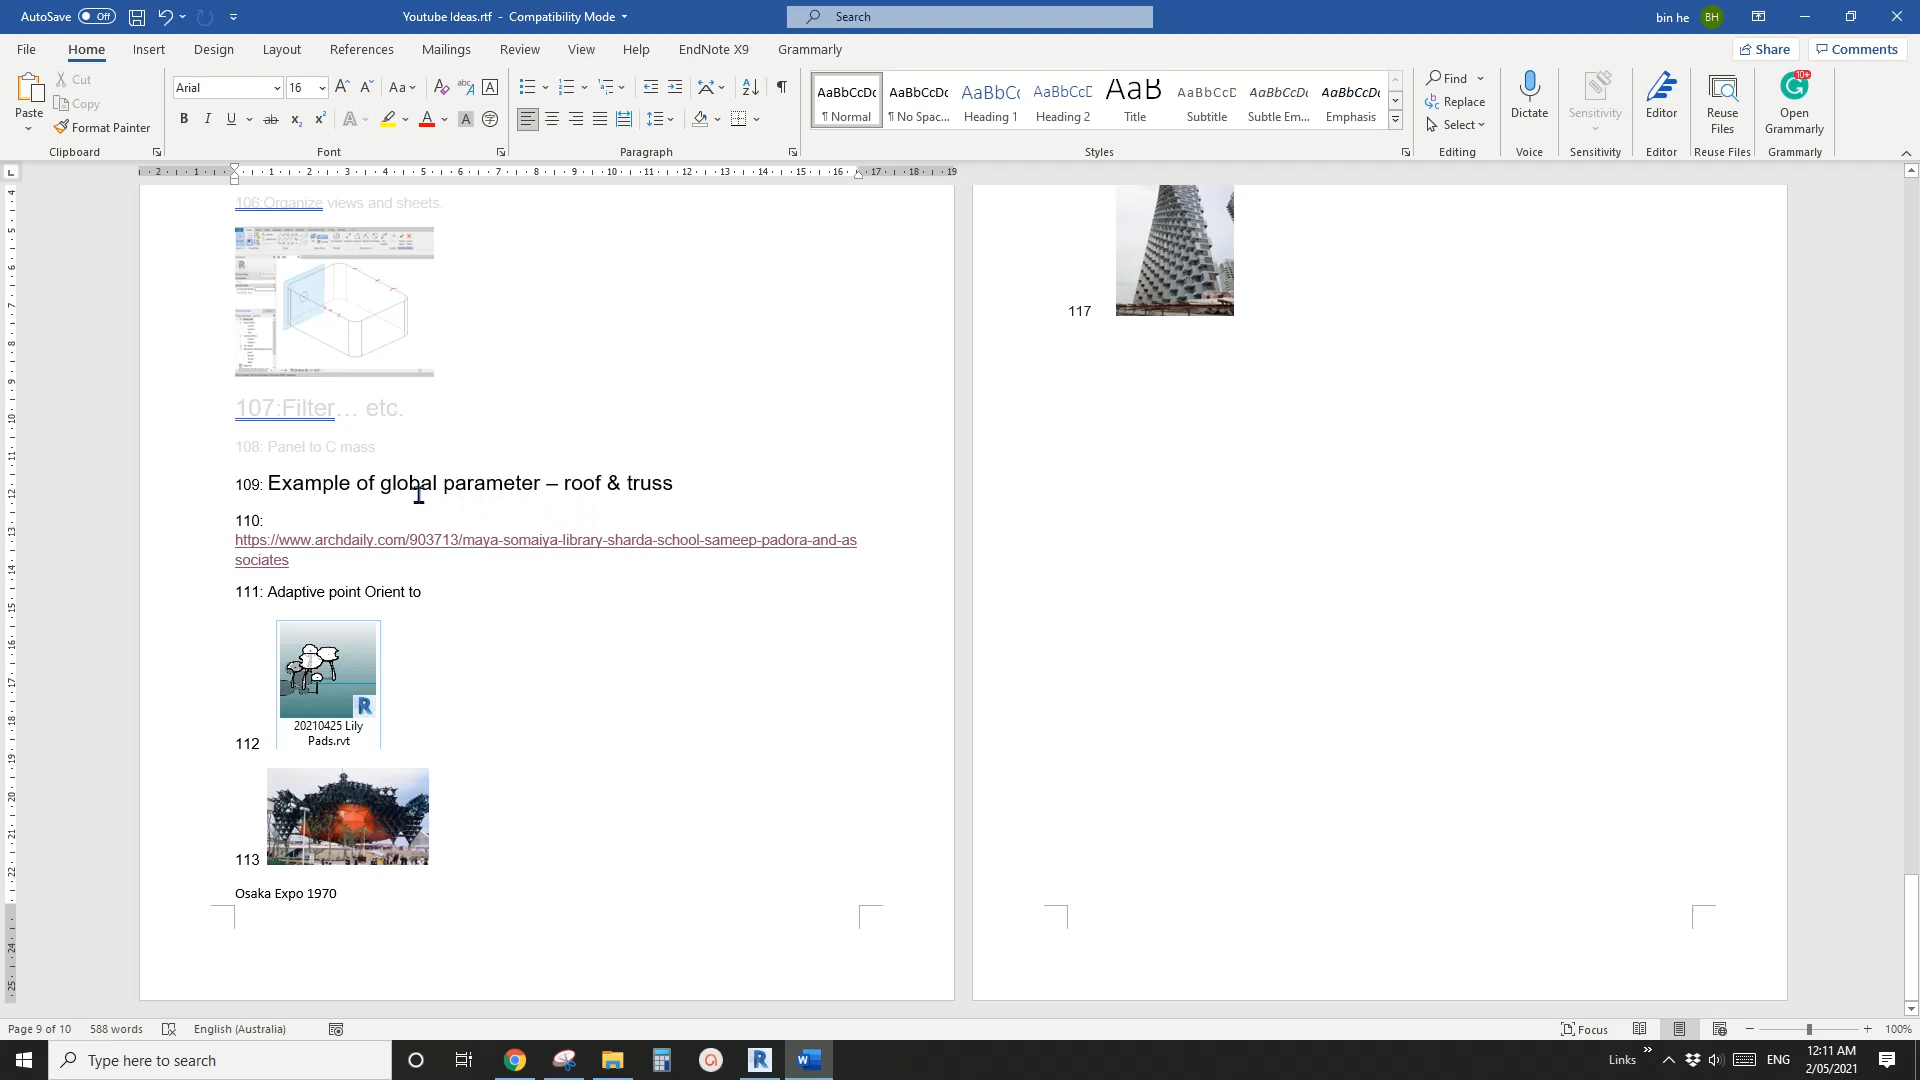 AutoSave Off
Youtube Ideas.rtf - Compatibility Mode
Search
bin he BH
File Home Insert Design Layout References Mailings Review View Help EndNote X9 Grammarly
Share Comments
Paste
Cut
Copy
Format Painter
Clipboard
Arial 16
Font
Paragraph
AaBbCcDc AaBbCcDc AaBbCc AaBbCcD AaB AaBbCcD AaBbCcDc AaBbCcDc
¶ Normal ¶ No Spac... Heading 1 Heading 2 Title Subtitle Subtle Em... Emphasis
Styles
Find
Replace
Select
Editing
Dictate
Voice
Sensitivity
Sensitivity
Editor
Editor
Reuse Files
Reuse Files
10+
Open Grammarly
Grammarly
106:Organize views and sheets.
107:Filter… etc.
108: Panel to C mass
109: Example of global parameter – roof & truss
110:
https://www.archdaily.com/903713/maya-somaiya-library-sharda-school-sameep-padora-and-as
sociates
111: Adaptive point Orient to
20210425 Lily
Pads.rvt
112
113
Osaka Expo 1970
117
Page 9 of 10 588 words English (Australia)
Focus 100%
Type here to search
Links ENG
12:11 AM
2/05/2021